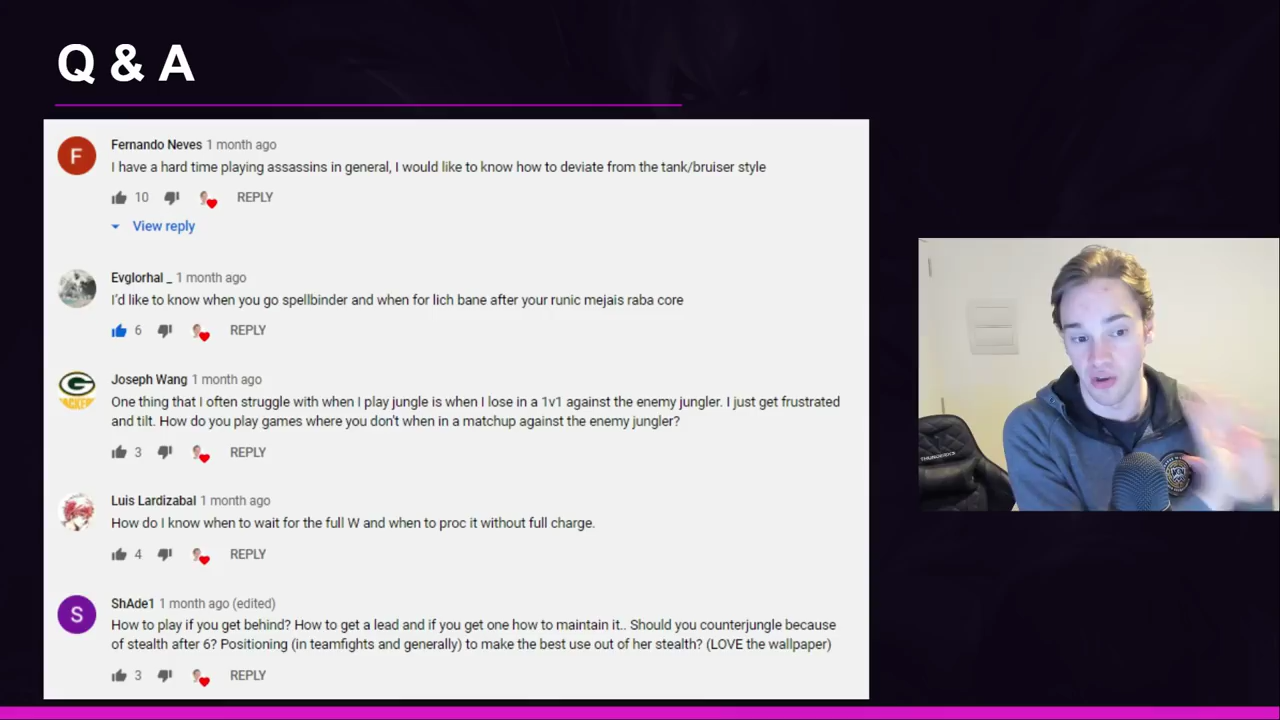 Q & A
Fernando Neves 1 month ago
F
I have a hard time playing assassins in general, I would like to know how to deviate from the tank/bruiser style
10 REPLY
View reply
Evglorhal _ 1 month ago
I'd like to know when you go spellbinder and when for lich bane after your runic mejais raba core
6 REPLY
Joseph Wang 1 month ago
One thing that I often struggle with when I play jungle is when I lose in a 1v1 against the enemy jungler. I just get frustrated
and tilt. How do you play games where you don't when in a matchup against the enemy jungler?
3 REPLY
Luis Lardizabal 1 month ago
How do I know when to wait for the full W and when to proc it without full charge.
4 REPLY
ShAde1 1 month ago (edited)
S
How to play if you get behind? How to get a lead and if you get one how to maintain it.. Should you counterjungle because
of stealth after 6? Positioning (in teamfights and generally) to make the best use out of her stealth? (LOVE the wallpaper)
3 REPLY